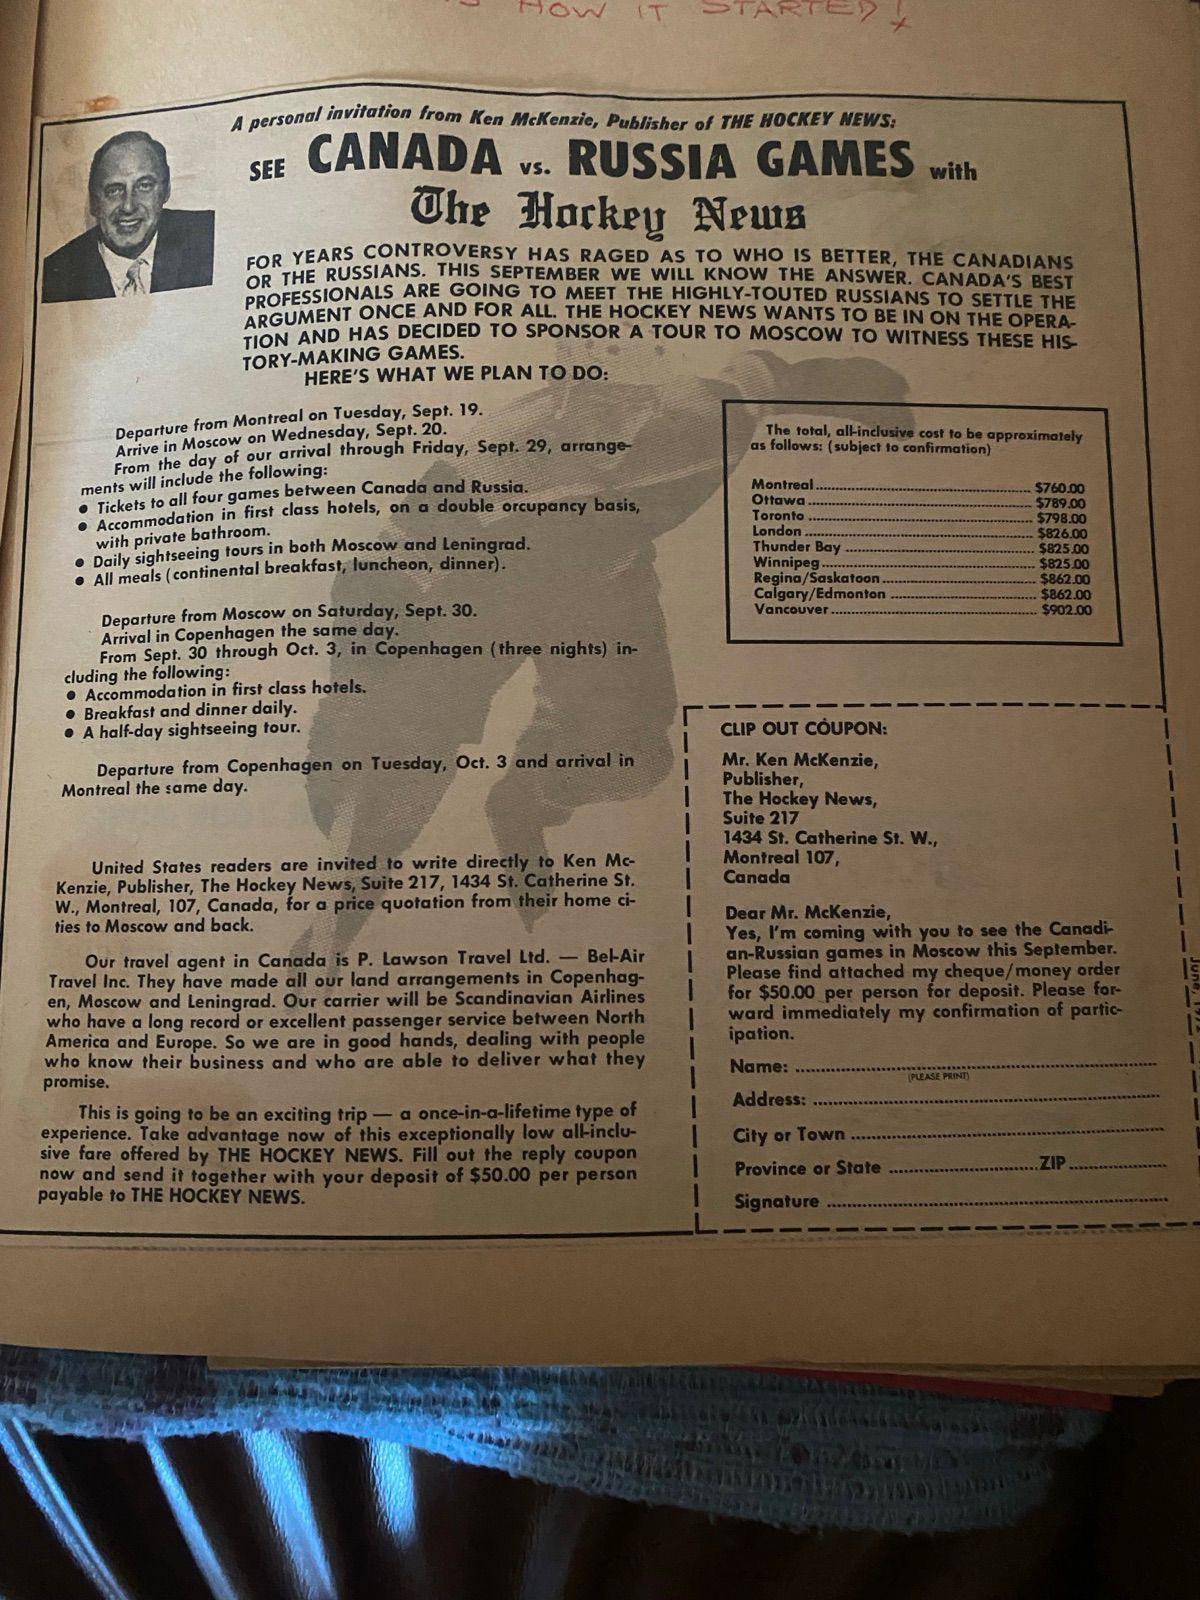 HOW IT STARTED!
A personal invitation from Ken McKenzie, Publisher of THE HOCKEY NEWS:
SEE CANADA vs. RUSSIA GAMES with
The Hockey News
FOR YEARS CONTROVERSY HAS RAGED AS TO WHO IS BETTER, THE CANADIANS
OR THE RUSSIANS. THIS SEPTEMBER WE WILL KNOW THE ANSWER. CANADA'S BEST
PROFESSIONALS ARE GOING TO MEET THE HIGHLY-TOUTED RUSSIANS TO SETTLE THE
ARGUMENT ONCE AND FOR ALL. THE HOCKEY NEWS WANTS TO BE IN ON THE OPERA-
TION AND HAS DECIDED TO SPONSOR A TOUR TO MOSCOW TO WITNESS THESE HIS-
TORY-MAKING GAMES.
HERE'S WHAT WE PLAN TO DO:
Departure from Montreal on Tuesday, Sept. 19.
Arrive in Moscow on Wednesday, Sept. 20.
From the day of our arrival through Friday, Sept. 29, arrange-
ments will include the following:
● Tickets to all four games between Canada and Russia.
● Accommodation in first class hotels, on a double orcupancy basis,
with private bathroom.
● Daily sightseeing tours in both Moscow and Leningrad.
● All meals (continental breakfast, luncheon, dinner).
Departure from Moscow on Saturday, Sept. 30.
Arrival in Copenhagen the same day.
From Sept. 30 through Oct. 3, in Copenhagen (three nights) in-
cluding the following:
● Accommodation in first class hotels.
● Breakfast and dinner daily.
● A half-day sightseeing tour.
Departure from Copenhagen on Tuesday, Oct. 3 and arrival in
Montreal the same day.
United States readers are invited to write directly to Ken Mc-
Kenzie, Publisher, The Hockey News, Suite 217, 1434 St. Catherine St.
W., Montreal, 107, Canada, for a price quotation from their home ci-
ties to Moscow and back.
Our travel agent in Canada is P. Lawson Travel Ltd. — Bel-Air
Travel Inc. They have made all our land arrangements in Copenhag-
en, Moscow and Leningrad. Our carrier will be Scandinavian Airlines
who have a long record or excellent passenger service between North
America and Europe. So we are in good hands, dealing with people
who know their business and who are able to deliver what they
promise.
This is going to be an exciting trip — a once-in-a-lifetime type of
experience. Take advantage now of this exceptionally low all-inclu-
sive fare offered by THE HOCKEY NEWS. Fill out the reply coupon
now and send it together with your deposit of $50.00 per person
payable to THE HOCKEY NEWS.
The total, all-inclusive cost to be approximately
as follows: (subject to confirmation)
Montreal $760.00
Ottawa $789.00
Toronto $798.00
London $826.00
Thunder Bay $825.00
Winnipeg $825.00
Regina/Saskatoon $862.00
Calgary/Edmonton $862.00
Vancouver $902.00
CLIP OUT COUPON:
Mr. Ken McKenzie,
Publisher,
The Hockey News,
Suite 217
1434 St. Catherine St. W.,
Montreal 107,
Canada
Dear Mr. McKenzie,
Yes, I'm coming with you to see the Canadi-
an-Russian games in Moscow this September.
Please find attached my cheque/money order
for $50.00 per person for deposit. Please for-
ward immediately my confirmation of partic-
ipation.
Name:
(PLEASE PRINT)
Address:
City or Town
Province or State ZIP
Signature
June,